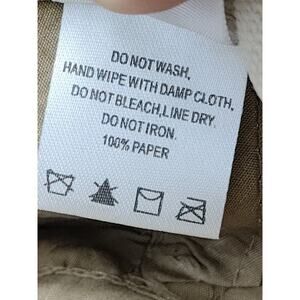 DO NOT WASH.
HAND WIPE WITH DAMP CLOTH.
DO NOT BLEACH,LINE DRY.
DO NOT IRON.
100% PAPER